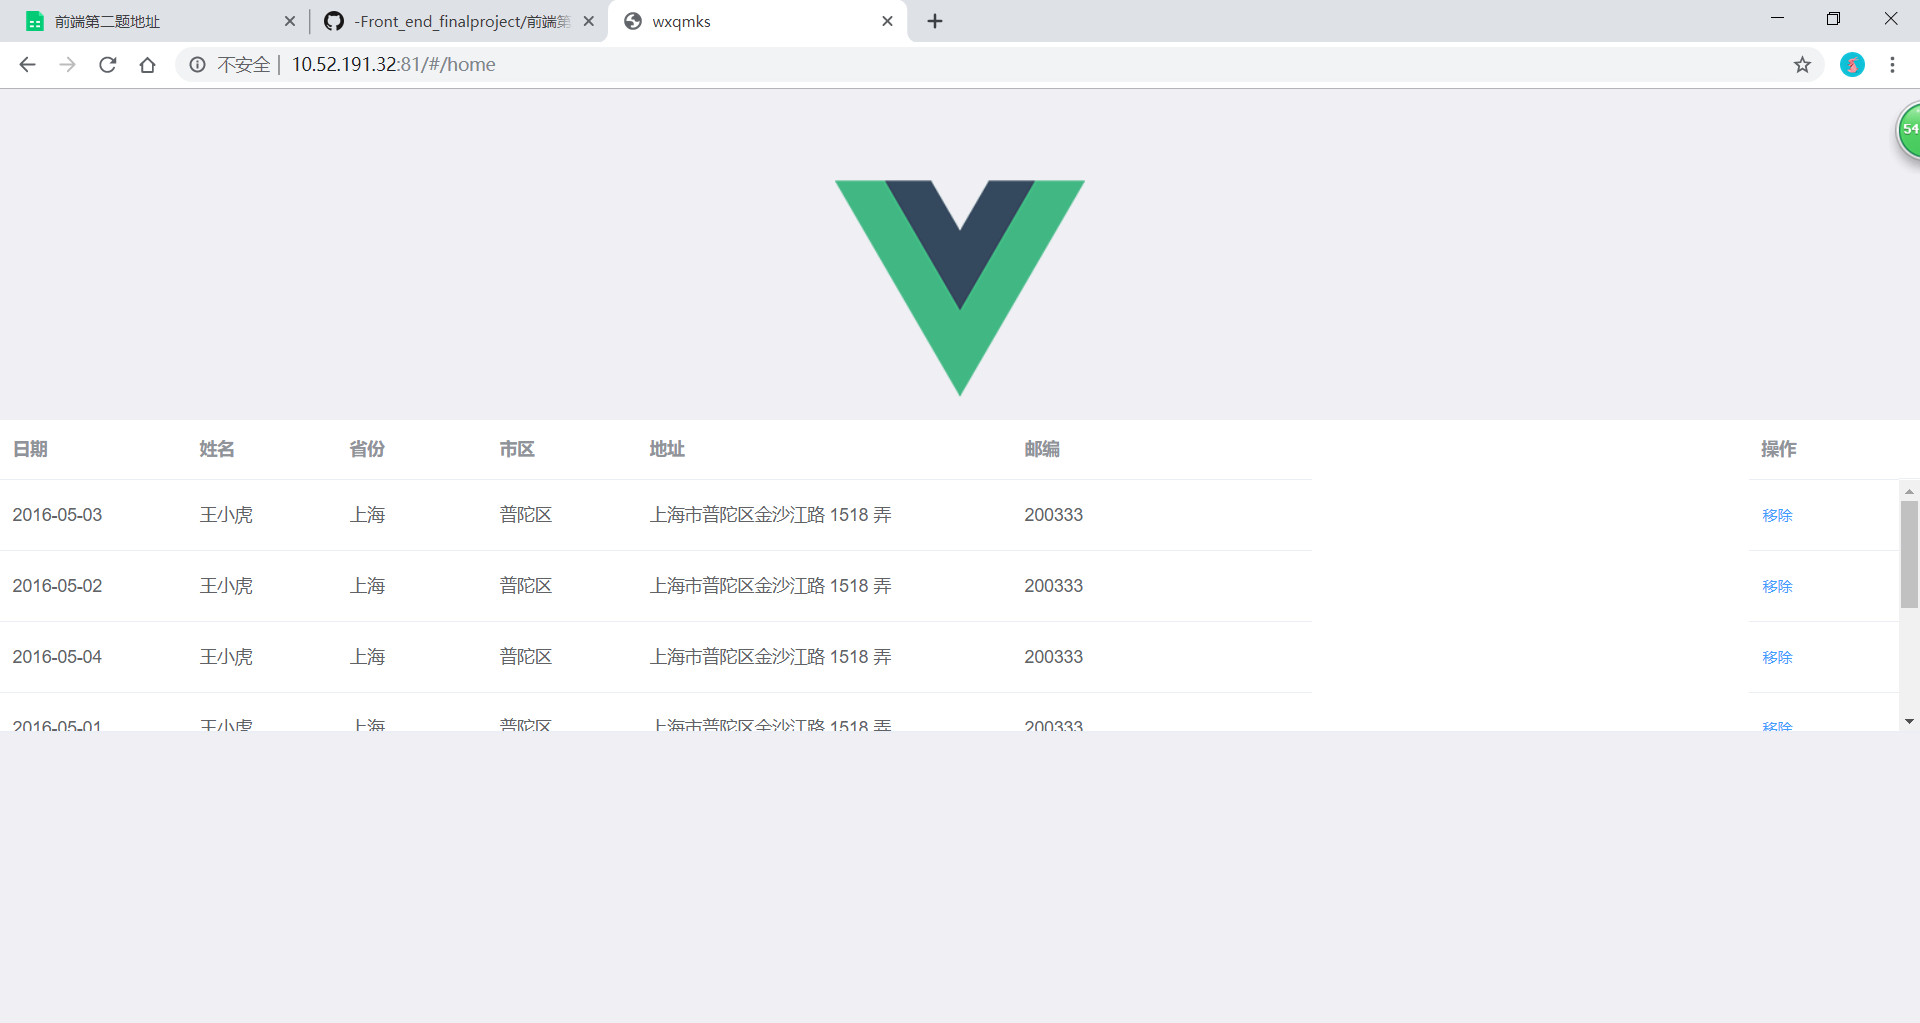 前端第二题地址
-Front_end_finalproject/前端第
wxqmks
不安全 | 10.52.191.32:81/#/home
54
日期 姓名 省份 市区 地址 邮编 操作
2016-05-03 王小虎 上海 普陀区 上海市普陀区金沙江路 1518 弄 200333 移除
2016-05-02 王小虎 上海 普陀区 上海市普陀区金沙江路 1518 弄 200333 移除
2016-05-04 王小虎 上海 普陀区 上海市普陀区金沙江路 1518 弄 200333 移除
2016-05-01 王小虎 上海 普陀区 上海市普陀区金沙江路 1518 弄 200333 移除